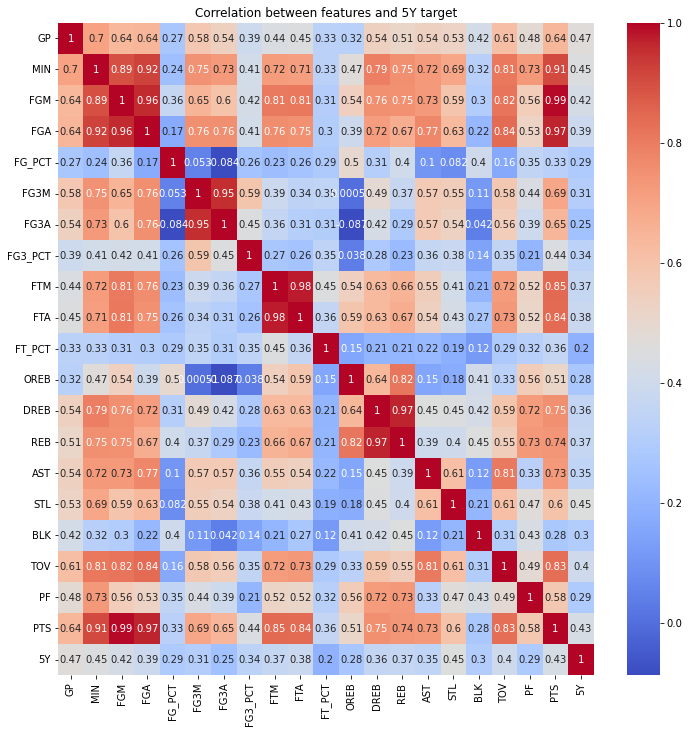 Correlation between features and 5Y target
GP 1 0.7 0.64 0.64 0.27 0.58 0.54 0.39 0.44 0.45 0.33 0.32 0.54 0.51 0.54 0.53 0.42 0.61 0.48 0.64 0.47
MIN 0.7 1 0.89 0.92 0.24 0.75 0.73 0.41 0.72 0.71 0.33 0.47 0.79 0.75 0.72 0.69 0.32 0.81 0.73 0.91 0.45
FGM 0.64 0.89 1 0.96 0.36 0.65 0.6 0.42 0.81 0.81 0.31 0.54 0.76 0.75 0.73 0.59 0.3 0.82 0.56 0.99 0.42
FGA 0.64 0.92 0.96 1 0.17 0.76 0.76 0.41 0.76 0.75 0.3 0.39 0.72 0.67 0.77 0.63 0.22 0.84 0.53 0.97 0.39
FG_PCT 0.27 0.24 0.36 0.17 1 0.053 0.084 0.26 0.23 0.26 0.29 0.5 0.31 0.4 0.1 0.082 0.4 0.16 0.35 0.33 0.29
FG3M 0.58 0.75 0.65 0.76 0.053 1 0.95 0.59 0.39 0.34 0.35 0.49 0.37 0.57 0.55 0.11 0.58 0.44 0.69 0.31
FG3A 0.54 0.73 0.6 0.76 -0.084 0.95 1 0.45 0.36 0.31 0.31 0.42 0.29 0.57 0.54 0.042 0.56 0.39 0.65 0.25
FG3_PCT 0.39 0.41 0.42 0.41 0.26 0.59 0.45 1 0.27 0.26 0.45 0.038 0.28 0.23 0.36 0.38 0.14 0.35 0.21 0.44 0.34
FTM 0.44 0.72 0.81 0.76 0.23 0.39 0.36 0.27 1 0.98 0.45 0.54 0.63 0.66 0.55 0.41 0.21 0.72 0.52 0.85 0.37
FTA 0.45 0.71 0.81 0.75 0.26 0.34 0.31 0.26 0.98 1 0.36 0.59 0.63 0.67 0.54 0.43 0.27 0.73 0.52 0.84 0.38
FT_PCT 0.33 0.33 0.31 0.3 0.29 0.35 0.31 0.45 0.45 0.36 1 0.15 0.21 0.21 0.22 0.19 0.12 0.29 0.32 0.36 0.2
OREB 0.32 0.47 0.54 0.39 0.5 0.038 0.54 0.59 0.15 1 0.64 0.82 0.15 0.18 0.41 0.33 0.56 0.51 0.28
DREB 0.54 0.79 0.76 0.72 0.31 0.49 0.42 0.28 0.63 0.63 0.21 0.64 1 0.97 0.45 0.45 0.42 0.59 0.72 0.75 0.36
REB 0.51 0.75 0.75 0.67 0.4 0.37 0.29 0.23 0.66 0.67 0.21 0.82 0.97 1 0.39 0.4 0.45 0.55 0.73 0.74 0.37
AST 0.54 0.72 0.73 0.77 0.1 0.57 0.57 0.36 0.55 0.54 0.22 0.15 0.45 0.39 1 0.61 0.12 0.81 0.33 0.73 0.35
STL 0.53 0.69 0.59 0.63 0.082 0.55 0.54 0.38 0.41 0.43 0.19 0.18 0.45 0.4 0.61 1 0.21 0.61 0.47 0.6 0.45
BLK 0.42 0.32 0.3 0.22 0.4 0.11 0.042 0.14 0.21 0.27 0.12 0.41 0.42 0.45 0.12 0.21 1 0.31 0.43 0.28 0.3
TOV 0.61 0.81 0.82 0.84 0.16 0.58 0.56 0.35 0.72 0.73 0.29 0.33 0.59 0.55 0.81 0.61 0.31 1 0.49 0.83 0.4
PF 0.48 0.73 0.56 0.53 0.35 0.44 0.39 0.21 0.52 0.52 0.32 0.56 0.72 0.73 0.33 0.47 0.43 0.49 1 0.58 0.29
PTS 0.64 0.91 0.99 0.97 0.33 0.69 0.65 0.44 0.85 0.84 0.36 0.51 0.75 0.74 0.73 0.6 0.28 0.83 0.58 1 0.43
5Y 0.47 0.45 0.42 0.39 0.29 0.31 0.25 0.34 0.37 0.38 0.2 0.28 0.36 0.37 0.35 0.45 0.3 0.4 0.29 0.43 1
GP MIN FGM FGA FG_PCT FG3M FG3A FG3_PCT FTM FTA FT_PCT OREB DREB REB AST STL BLK TOV PF PTS 5Y
1.0
0.8
0.6
0.4
0.2
0.0